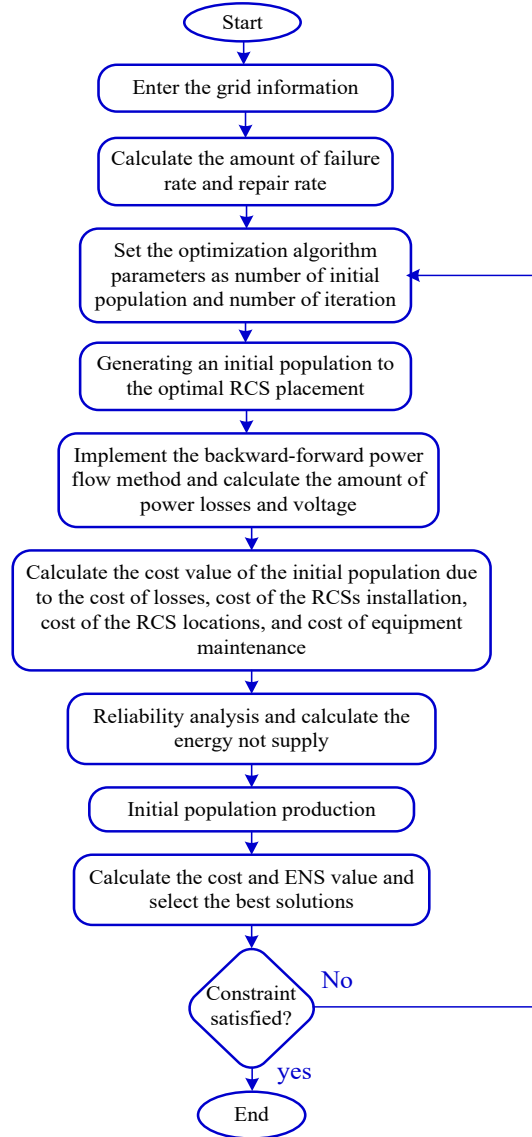 Start
Enter the grid information
Calculate the amount of failure
rate and repair rate
Set the optimization algorithm
parameters as number of initial
population and number of iteration
Generating an initial population to
the optimal RCS placement
Implement the backward-forward power
flow method and calculate the amount of
power losses and voltage
Calculate the cost value of the initial population due
to the cost of losses, cost of the RCSs installation,
cost of the RCS locations, and cost of equipment
maintenance
Reliability analysis and calculate the
energy not supply
Initial population production
Calculate the cost and ENS value and
select the best solutions
Constraint
satisfied?
No
yes
End